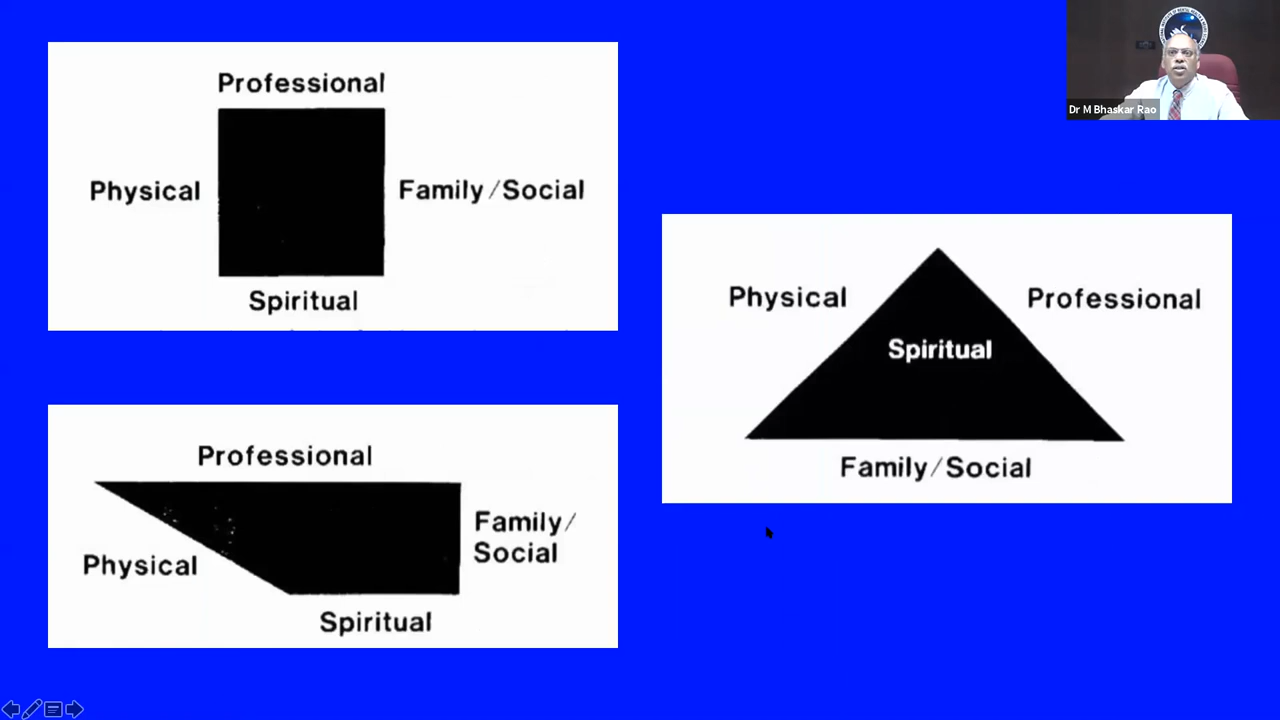 Professional
Physical
Family/Social
Spiritual
Professional
Family/
Social
Physical
Spiritual
Physical
Professional
Spiritual
Family/Social
Dr M Bhaskar Rao